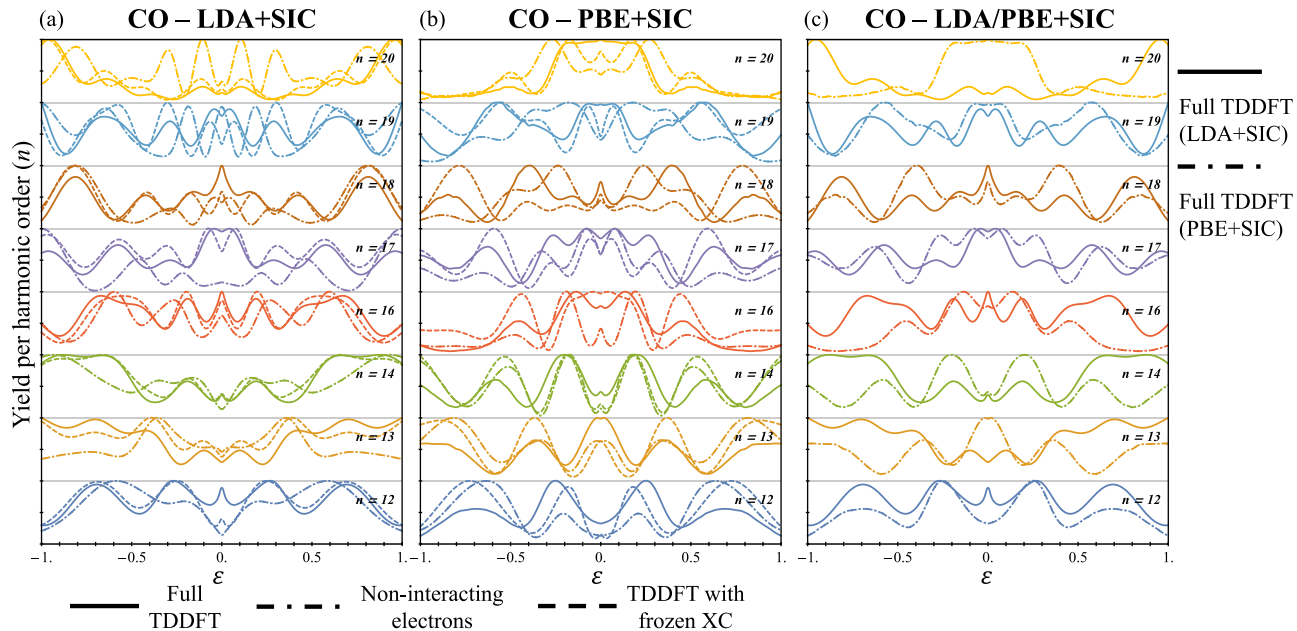 (a) CO – LDA+SIC
(b) CO – PBE+SIC
(c) CO – LDA/PBE+SIC
Yield per harmonic order (n)
n = 20
n = 19
n = 18
n = 17
n = 16
n = 14
n = 13
n = 12
n = 20
n = 19
n = 18
n = 17
n = 16
n = 14
n = 13
n = 12
n = 20
n = 19
n = 18
n = 17
n = 16
n = 14
n = 13
n = 12
Full TDDFT
(LDA+SIC)
Full TDDFT
(PBE+SIC)
-1. -0.5 0. 0.5 1.
-1. -0.5 0. 0.5 1.
-1. -0.5 0. 0.5 1.
ε
ε
ε
Full
TDDFT
Non-interacting
electrons
TDDFT with
frozen XC